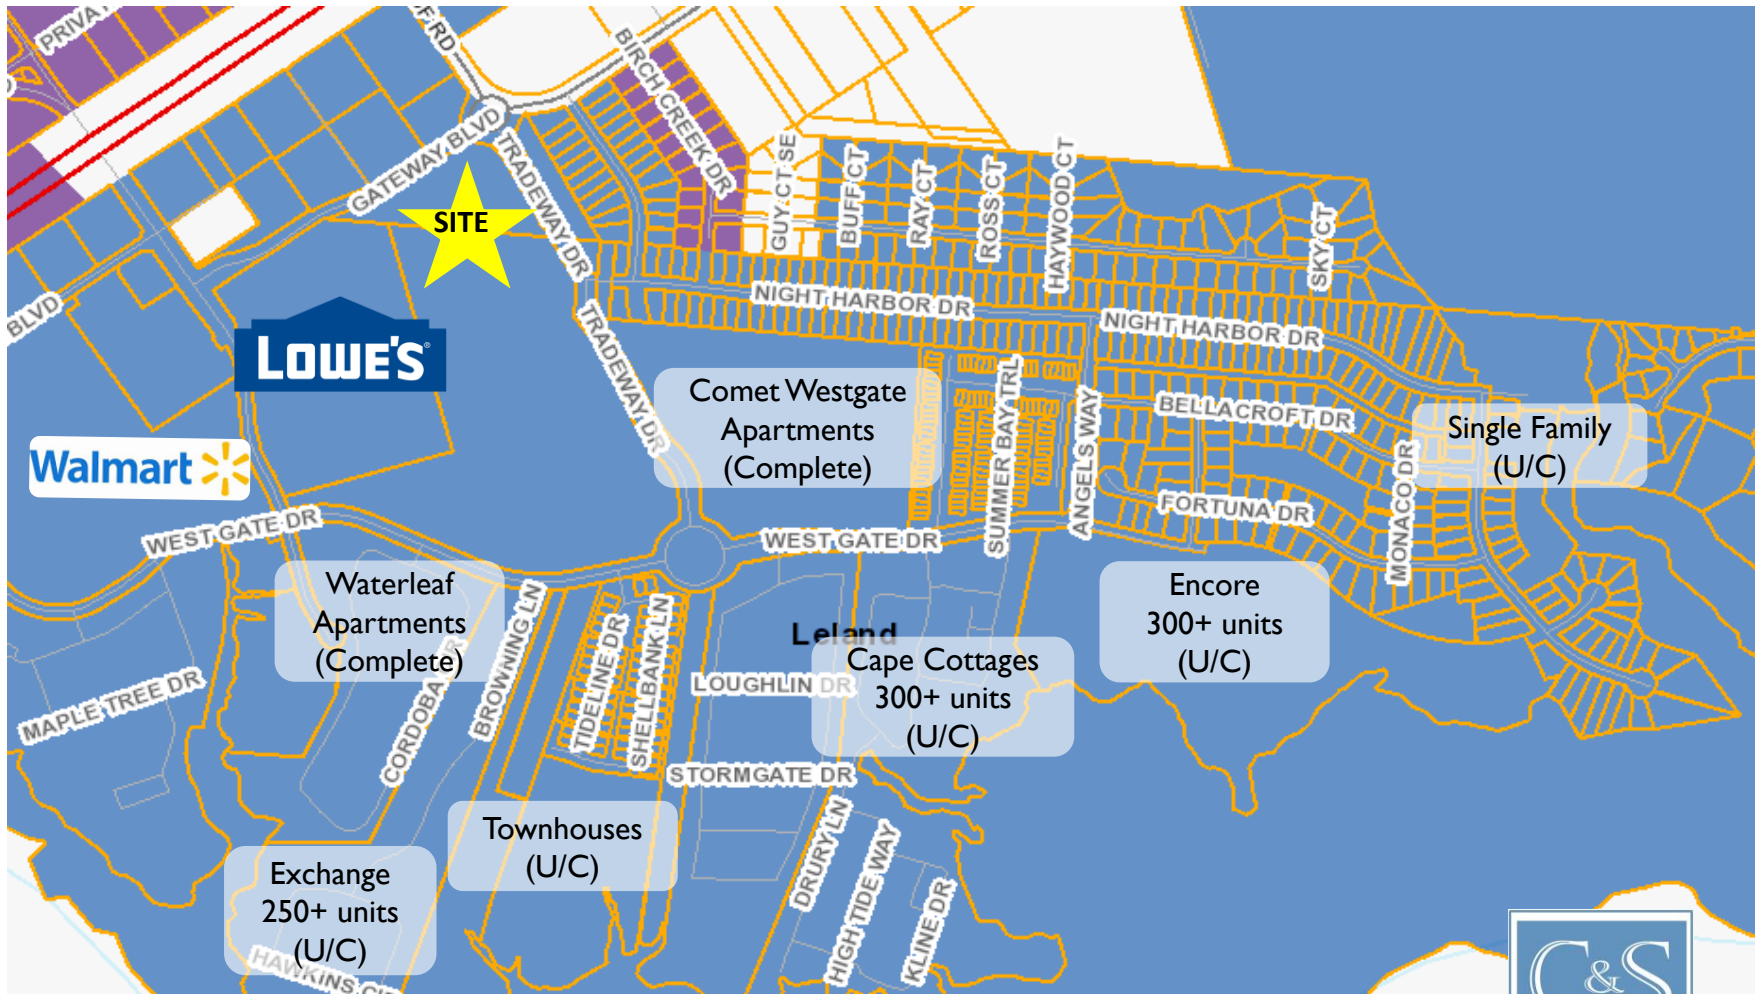 PRIVA
F RD
BIRCH CREEK DR
GATEWAY BLVD
TRADEWAY DR
GUY CT SE
BUFF CT
RAY CT
ROSS CT
HAYWOOD CT
SKY CT
SITE
NIGHT HARBOR DR
NIGHT HARBOR DR
BLVD
LOWE'S®
TRADEWAY DR
Comet Westgate
Apartments
(Complete)
SUMMER BAY TRL
ANGELS WAY
BELLACROFT DR
Single Family
(U/C)
MONACO DR
Walmart
FORTUNA DR
WEST GATE DR
WEST GATE DR
Waterleaf
Apartments
(Complete)
BROWNING LN
TIDELINE DR
SHELLBANK LN
Leland
Encore
300+ units
(U/C)
Cape Cottages
300+ units
(U/C)
LOUGHLIN DR
MAPLE TREE DR
CORDOBA
STORMGATE DR
Townhouses
(U/C)
DRURY LN
HIGH TIDE WAY
KLINE DR
Exchange
250+ units
(U/C)
HAWKINS CIR
C&S